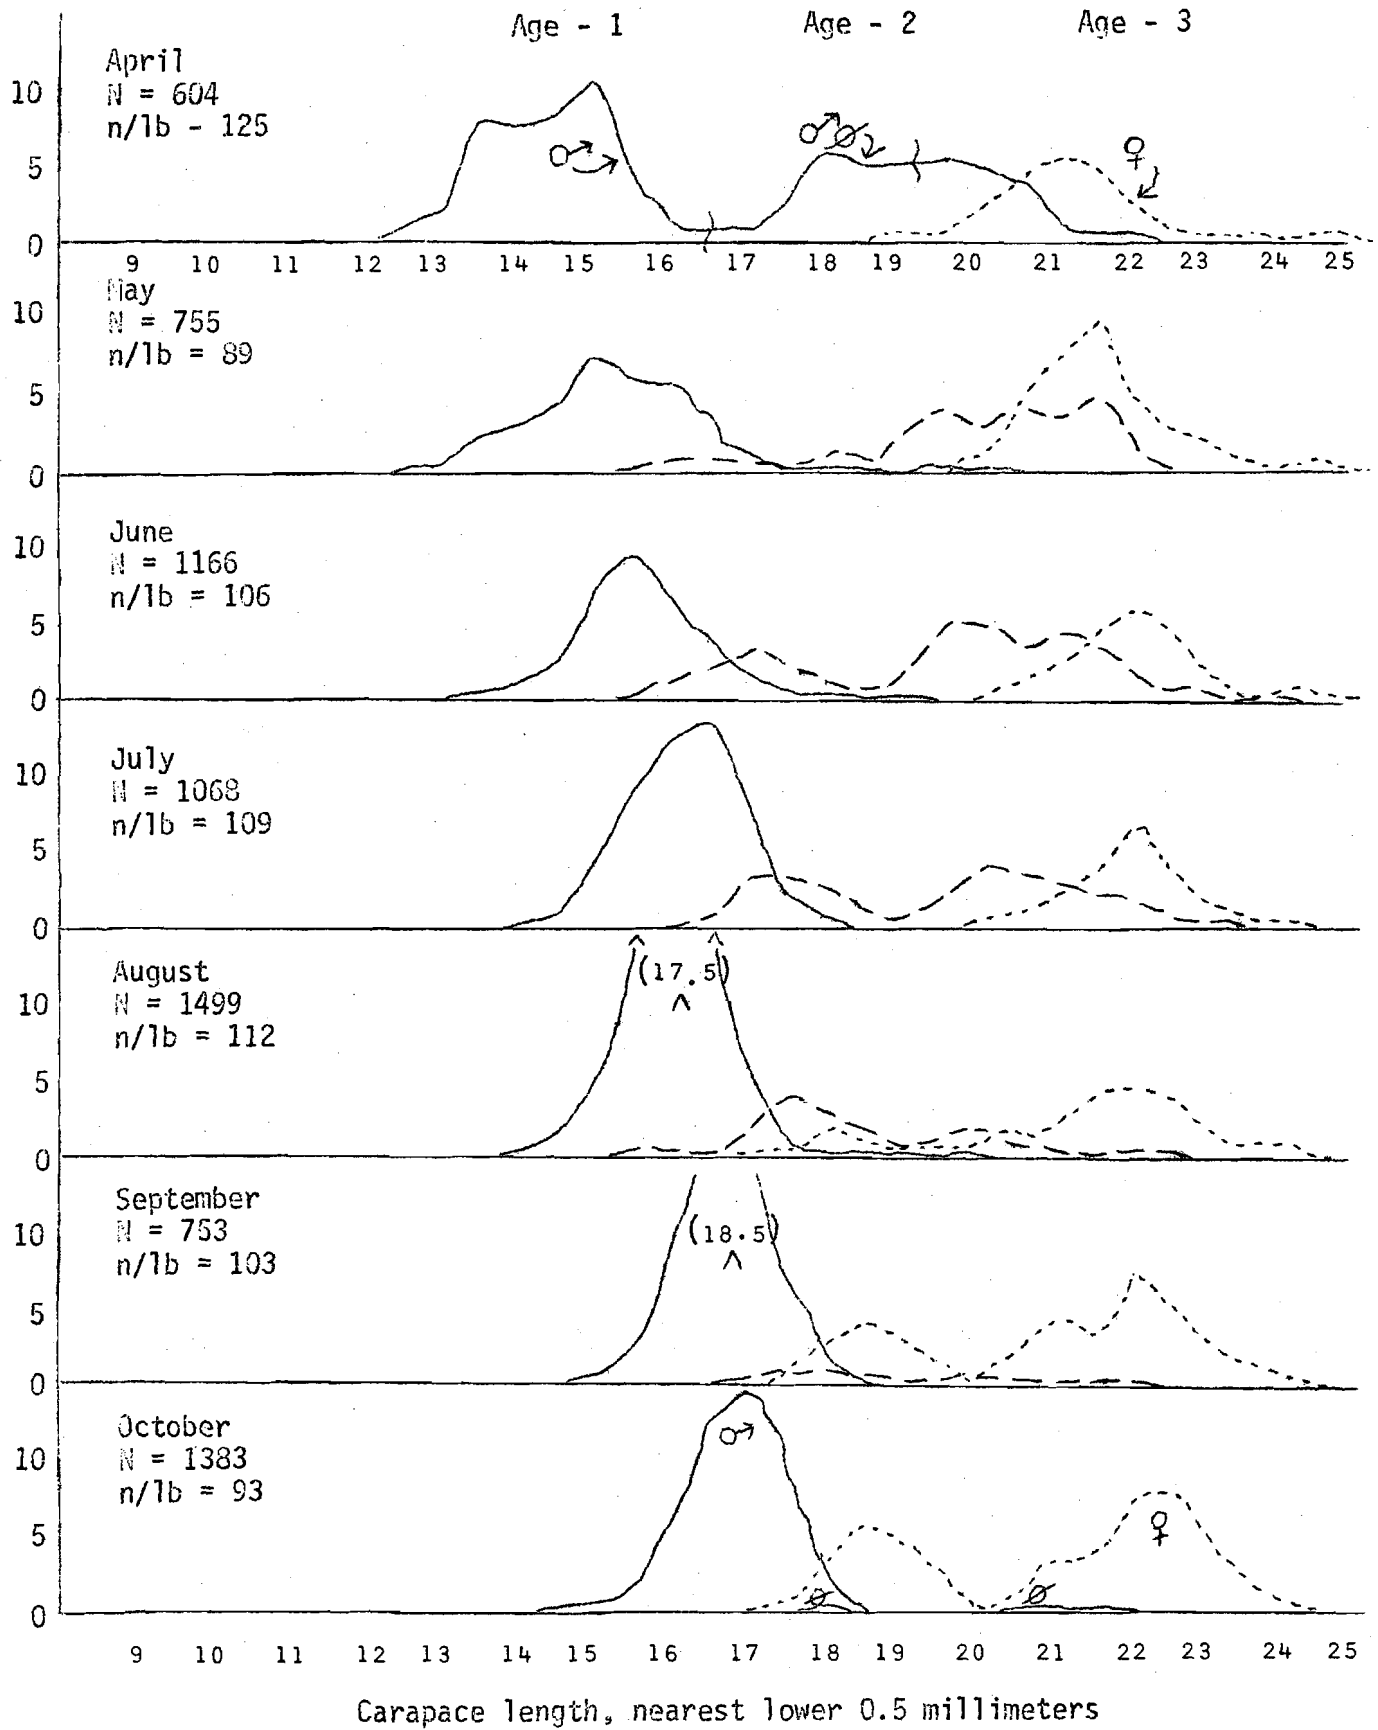 Age - 1 Age - 2 Age - 3
April
N = 604
n/lb - 125
10
5
0
♂
♂⚥
♀
9 10 11 12 13 14 15 16 17 18 19 20 21 22 23 24 25
May
N = 755
n/lb = 89
10
5
0
June
N = 1166
n/lb = 106
10
5
0
July
N = 1068
n/lb = 109
10
5
0
August
N = 1499
n/lb = 112
10
5
0
(17.5)
September
N = 753
n/lb = 103
10
5
0
(18.5)
October
N = 1383
n/lb = 93
10
5
0
♂
♀
9 10 11 12 13 14 15 16 17 18 19 20 21 22 23 24 25
Carapace length, nearest lower 0.5 millimeters